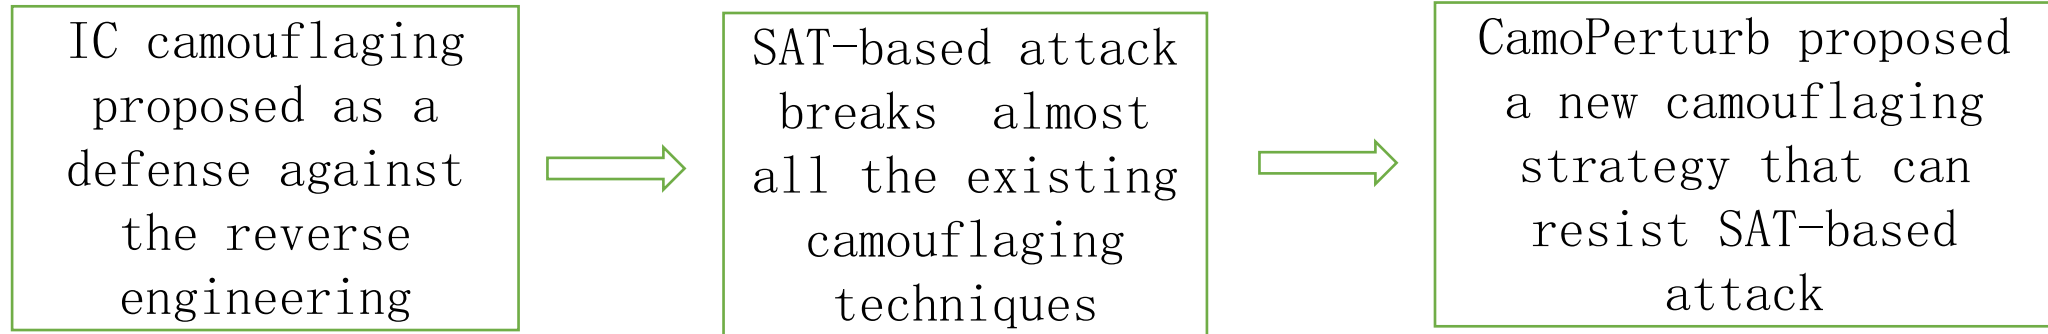 IC camouflaging
proposed as a
defense against
the reverse
engineering
SAT-based attack
breaks  almost
all the existing
camouflaging
techniques
CamoPerturb proposed
a new camouflaging
strategy that can
resist SAT-based
attack